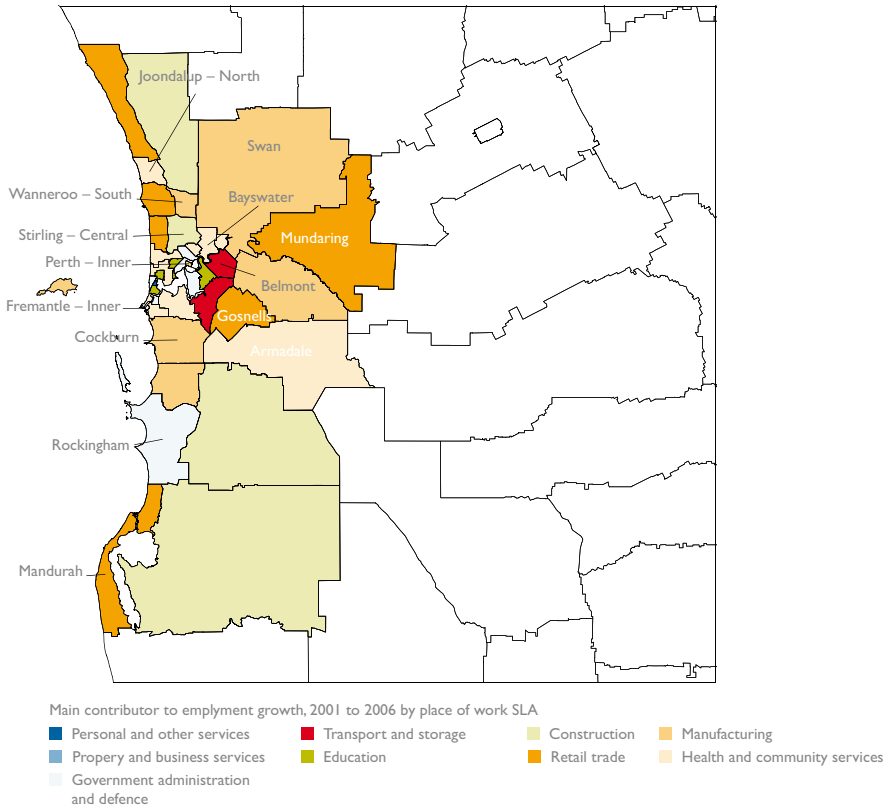 Joondalup – North
Swan
Wanneroo – South
Bayswater
Stirling – Central
Mundaring
Perth – Inner
Belmont
Fremantle – Inner
Gosnells
Cockburn
Armadale
Rockingham
Mandurah
Main contributor to emplyment growth, 2001 to 2006 by place of work SLA
Personal and other services
Transport and storage
Construction
Manufacturing
Propery and business services
Education
Retail trade
Health and community services
Government administration
and defence